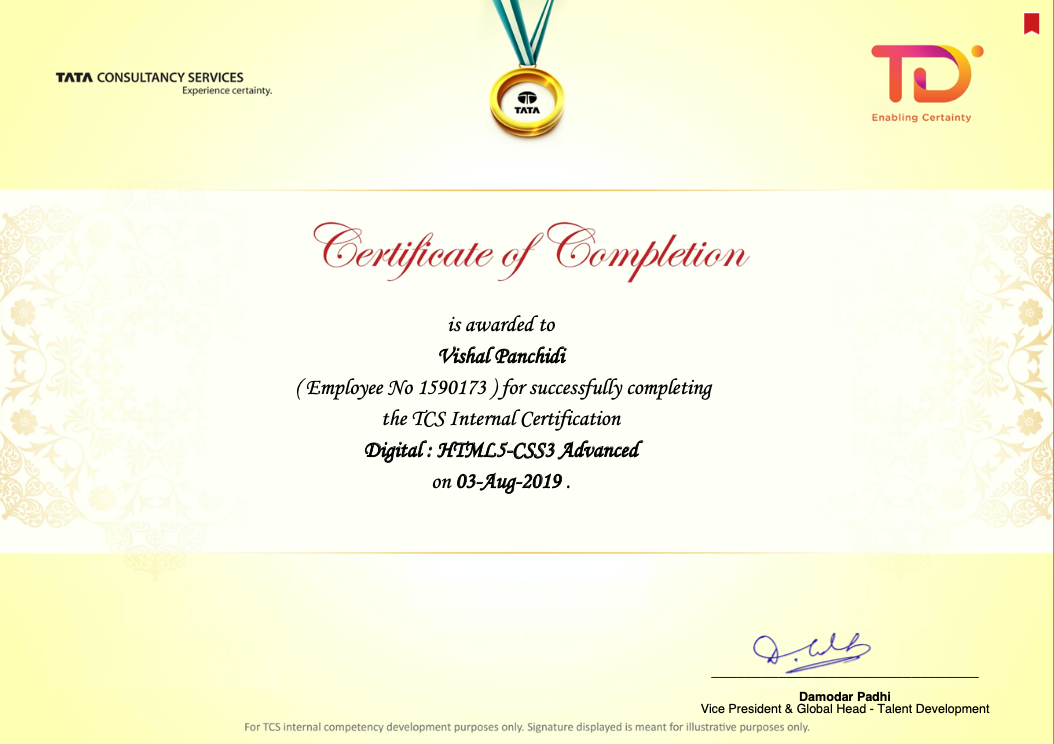 TATA CONSULTANCY SERVICES
Experience certainty.
TATA
TD
Enabling Certainty
Certificate of Completion
is awarded to
Vishal Panchidi
( Employee No 1590173 ) for successfully completing
the TCS Internal Certification
Digital : HTML5-CSS3 Advanced
on 03-Aug-2019 .
Damodar Padhi
Vice President & Global Head - Talent Development
For TCS internal competency development purposes only. Signature displayed is meant for illustrative purposes only.